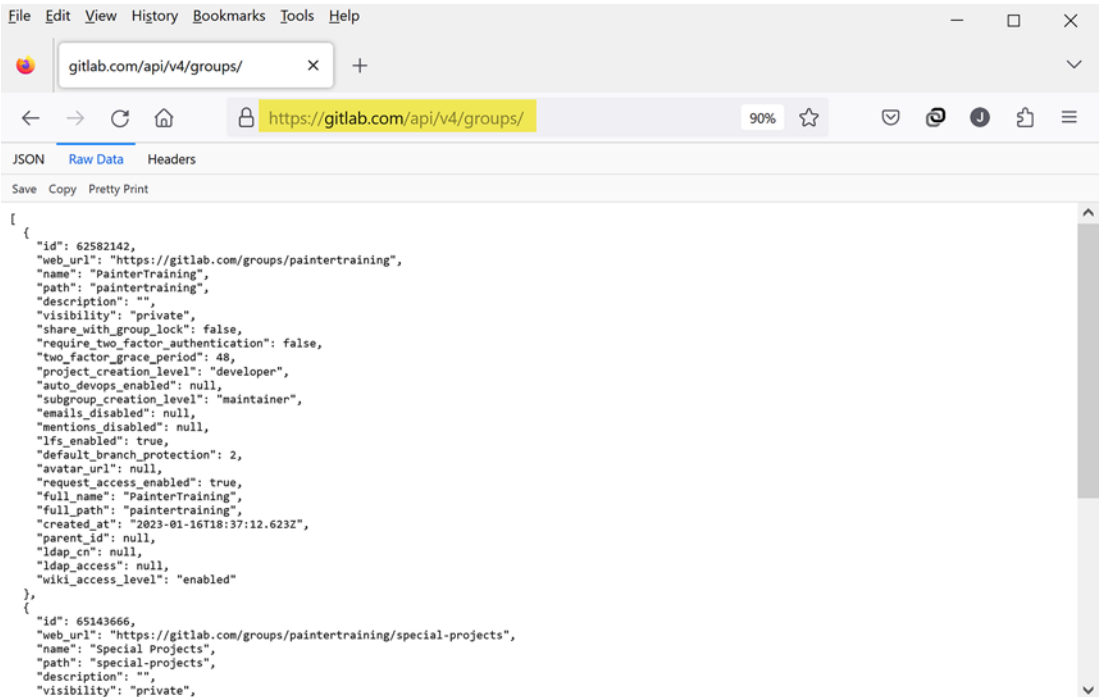 File Edit View History Bookmarks Tools Help
gitlab.com/api/v4/groups/
https://gitlab.com/api/v4/groups/ 90% J
JSON Raw Data Headers
Save Copy Pretty Print
[
  {
    "id": 62582142,
    "web_url": "https://gitlab.com/groups/paintertraining",
    "name": "PainterTraining",
    "path": "paintertraining",
    "description": "",
    "visibility": "private",
    "share_with_group_lock": false,
    "require_two_factor_authentication": false,
    "two_factor_grace_period": 48,
    "project_creation_level": "developer",
    "auto_devops_enabled": null,
    "subgroup_creation_level": "maintainer",
    "emails_disabled": null,
    "mentions_disabled": null,
    "lfs_enabled": true,
    "default_branch_protection": 2,
    "avatar_url": null,
    "request_access_enabled": true,
    "full_name": "PainterTraining",
    "full_path": "paintertraining",
    "created_at": "2023-01-16T18:37:12.623Z",
    "parent_id": null,
    "ldap_cn": null,
    "ldap_access": null,
    "wiki_access_level": "enabled"
  },
  {
    "id": 65143666,
    "web_url": "https://gitlab.com/groups/paintertraining/special-projects",
    "name": "Special Projects",
    "path": "special-projects",
    "description": "",
    "visibility": "private",